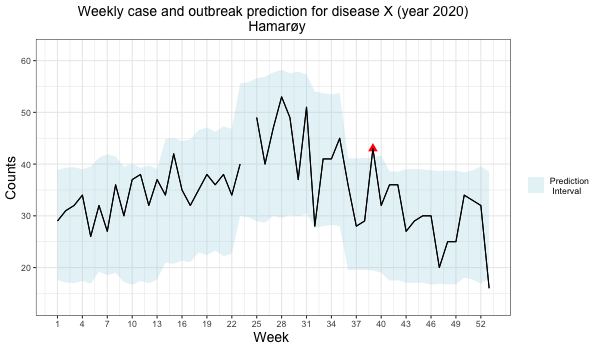 Weekly case and outbreak prediction for disease X (year 2020)
Hamarøy
Counts
60
50
40
30
20
1 4 7 10 13 16 19 22 25 28 31 34 37 40 43 46 49 52
Week
Prediction
Interval